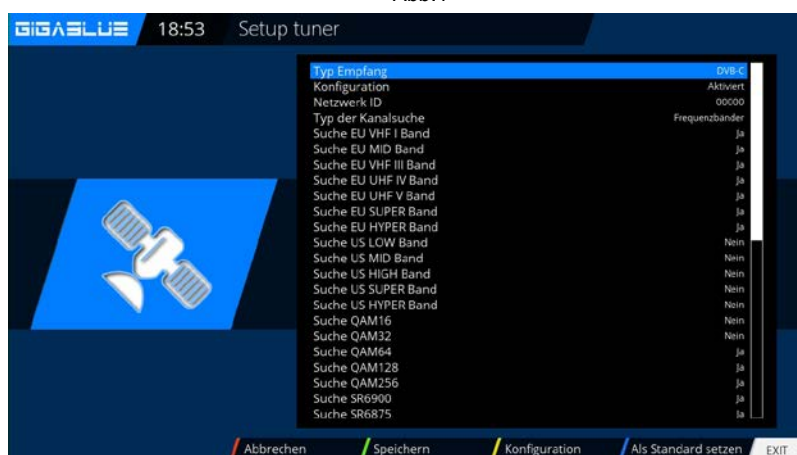 GIGABLUE 18:53 Setup tuner
Typ Empfang DVB-C
Konfiguration Aktiviert
Netzwerk ID 00000
Typ der Kanalsuche Frequenzbander
Suche EU VHF I Band Ja
Suche EU MID Band Ja
Suche EU VHF III Band Ja
Suche EU UHF IV Band Ja
Suche EU UHF V Band Ja
Suche EU SUPER Band Ja
Suche EU HYPER Band Ja
Suche US LOW Band Nein
Suche US MID Band Nein
Suche US HIGH Band Nein
Suche US SUPER Band Nein
Suche US HYPER Band Nein
Suche QAM16 Nein
Suche QAM32 Nein
Suche QAM64 Ja
Suche QAM128 Ja
Suche QAM256 Ja
Suche SR6900 Ja
Suche SR6875 Ja
Abbrechen Speichern Konfiguration Als Standard setzen EXIT